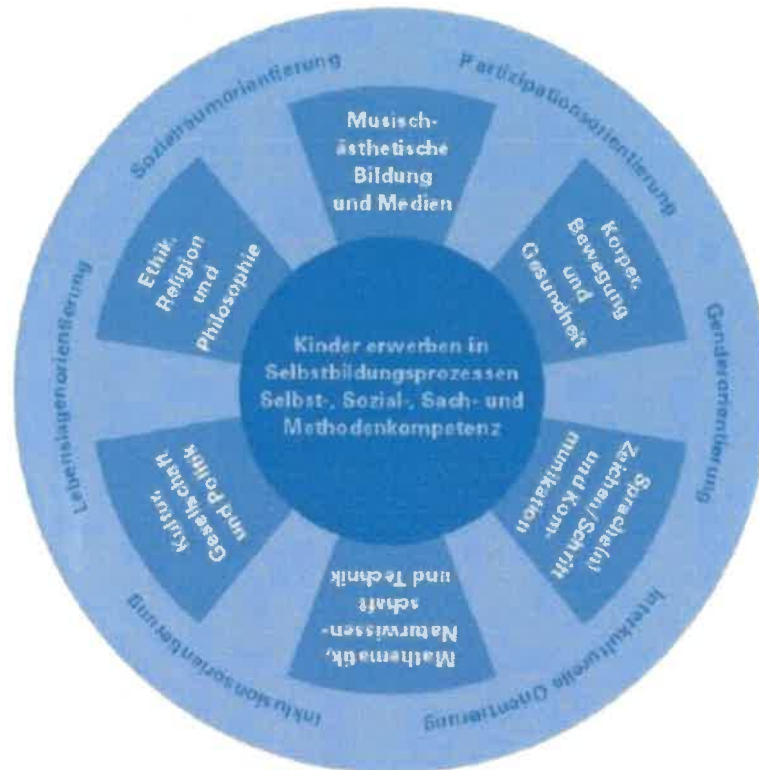 Sozialraumorientierung
Partizipationsorientierung
Genderorientierung
Interkulturelle Orientierung
Inklusionsorientierung
Lebenslagenorientierung
Musisch-
ästhetische
Bildung
und Medien
Körper,
Bewegung
und
Gesundheit
Sprache(n)
Zeichen/Schrift
und Kom-
munikation
Mathematik,
Naturwissen-
schaft
und Technik
Kultur,
Gesellschaft
und Politik
Ethik,
Religion
und
Philosophie
Kinder erwerben in
Selbstbildungsprozessen
Selbst-, Sozial-, Sach- und
Methodenkompetenz